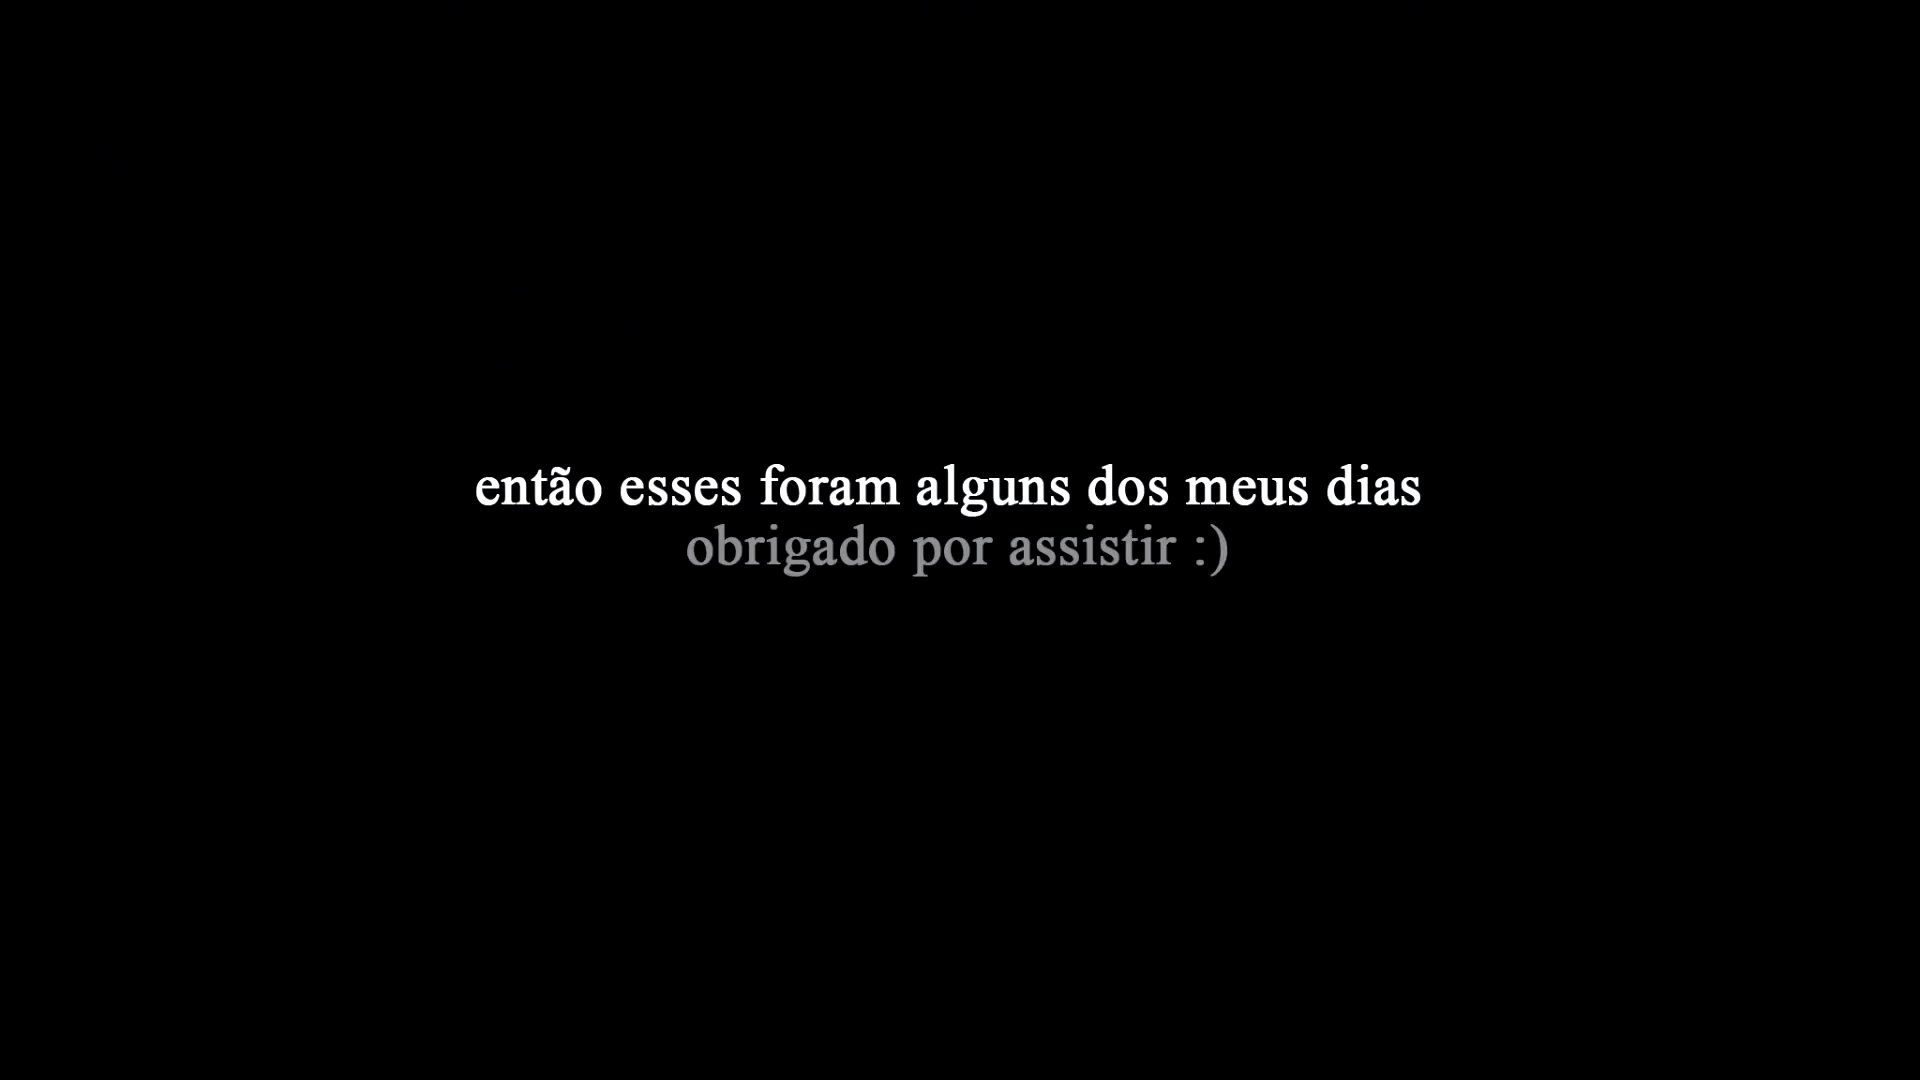 então esses foram alguns dos meus dias
obrigado por assistir :)